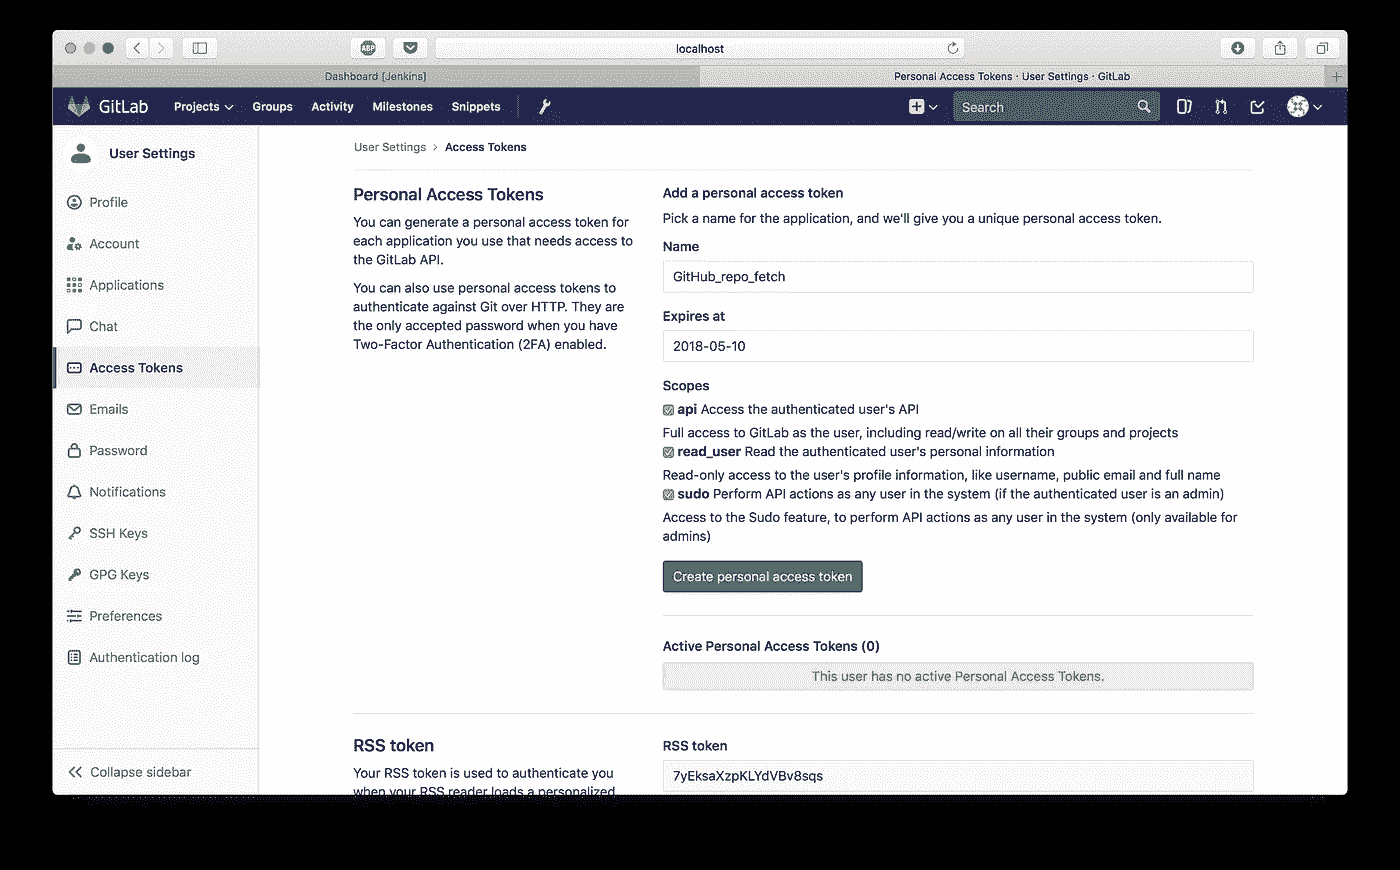 ABP
localhost
Dashboard [Jenkins]
Personal Access Tokens · User Settings · GitLab
GitLab
Projects
Groups
Activity
Milestones
Snippets
Search
User Settings
Profile
Account
Applications
Chat
Access Tokens
Emails
Password
Notifications
SSH Keys
GPG Keys
Preferences
Authentication log
Collapse sidebar
User Settings > Access Tokens
Personal Access Tokens
You can generate a personal access token for
each application you use that needs access to
the GitLab API.
You can also use personal access tokens to
authenticate against Git over HTTP. They are
the only accepted password when you have
Two-Factor Authentication (2FA) enabled.
Add a personal access token
Pick a name for the application, and we'll give you a unique personal access token.
Name
GitHub_repo_fetch
Expires at
2018-05-10
Scopes
api Access the authenticated user's API
Full access to GitLab as the user, including read/write on all their groups and projects
read_user Read the authenticated user's personal information
Read-only access to the user's profile information, like username, public email and full name
sudo Perform API actions as any user in the system (if the authenticated user is an admin)
Access to the Sudo feature, to perform API actions as any user in the system (only available for
admins)
Create personal access token
Active Personal Access Tokens (0)
This user has no active Personal Access Tokens.
RSS token
Your RSS token is used to authenticate you
when your RSS reader loads a personalized
RSS token
7yEksaXzpKLYdVBv8sqs